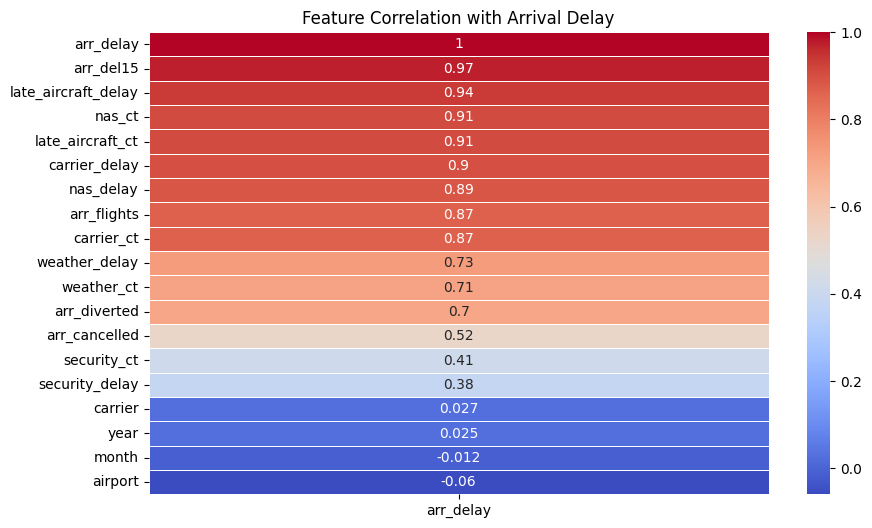 Feature Correlation with Arrival Delay
arr_delay 1
arr_del15 0.97
late_aircraft_delay 0.94
nas_ct 0.91
late_aircraft_ct 0.91
carrier_delay 0.9
nas_delay 0.89
arr_flights 0.87
carrier_ct 0.87
weather_delay 0.73
weather_ct 0.71
arr_diverted 0.7
arr_cancelled 0.52
security_ct 0.41
security_delay 0.38
carrier 0.027
year 0.025
month -0.012
airport -0.06
arr_delay
1.0
0.8
0.6
0.4
0.2
0.0